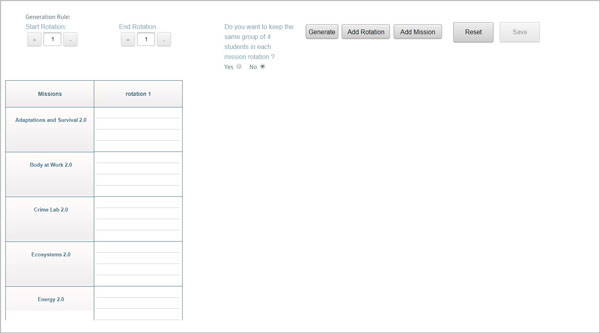 Generation Rule:
Start Rotation
+ 1 -
End Rotation
+ 1 -
Do you want to keep the
same group of 4
students in each
mission rotation ?
Yes No
Generate Add Rotation Add Mission Reset Save
Missions rotation 1
Adaptations and Survival 2.0
Body at Work 2.0
Crime Lab 2.0
Ecosystems 2.0
Energy 2.0